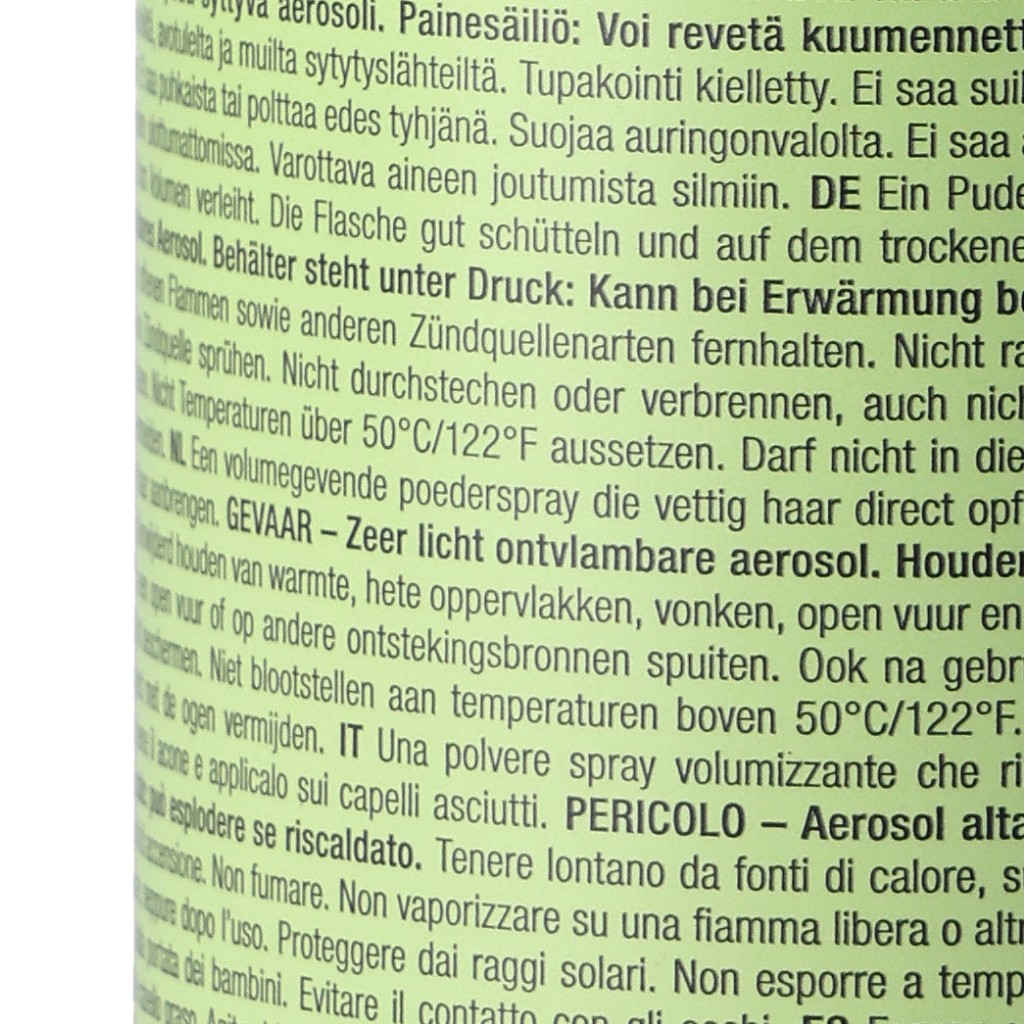 aerosoli. Painesäiliö: Voi revetä kuumennett
ja muilta sytytyslähteiltä. Tupakointi kielletty. Ei saa sui
puhkaista tai polttaa edes tyhjänä. Suojaa auringonvalolta. Ei saa
Varottava aineen joutumista silmiin. DE Ein Pude
Volumen verleiht. Die Flasche gut schütteln und auf dem trockene
Aerosol. Behälter steht unter Druck: Kann bei Erwärmung be
Flammen sowie anderen Zündquellenarten fernhalten. Nicht ra
Zündquelle sprühen. Nicht durchstechen oder verbrennen, auch nich
Nicht Temperaturen über 50°C/122°F aussetzen. Darf nicht in die
NL Een volumegevende poederspray die vettig haar direct opf
aanbrengen. GEVAAR – Zeer licht ontvlambare aerosol. Houder
houden van warmte, hete oppervlakken, vonken, open vuur en
open vuur of op andere ontstekingsbronnen spuiten. Ook na gebr
Niet blootstellen aan temperaturen boven 50°C/122°F.
met de ogen vermijden. IT Una polvere spray volumizzante che ri
e applicalo sui capelli asciutti. PERICOLO – Aerosol alta
può esplodere se riscaldato. Tenere lontano da fonti di calore, s
accensione. Non fumare. Non vaporizzare su una fiamma libera o altr
neppure dopo l'uso. Proteggere dai raggi solari. Non esporre a temp
portata dei bambini. Evitare il contatto con gli occhi. ES